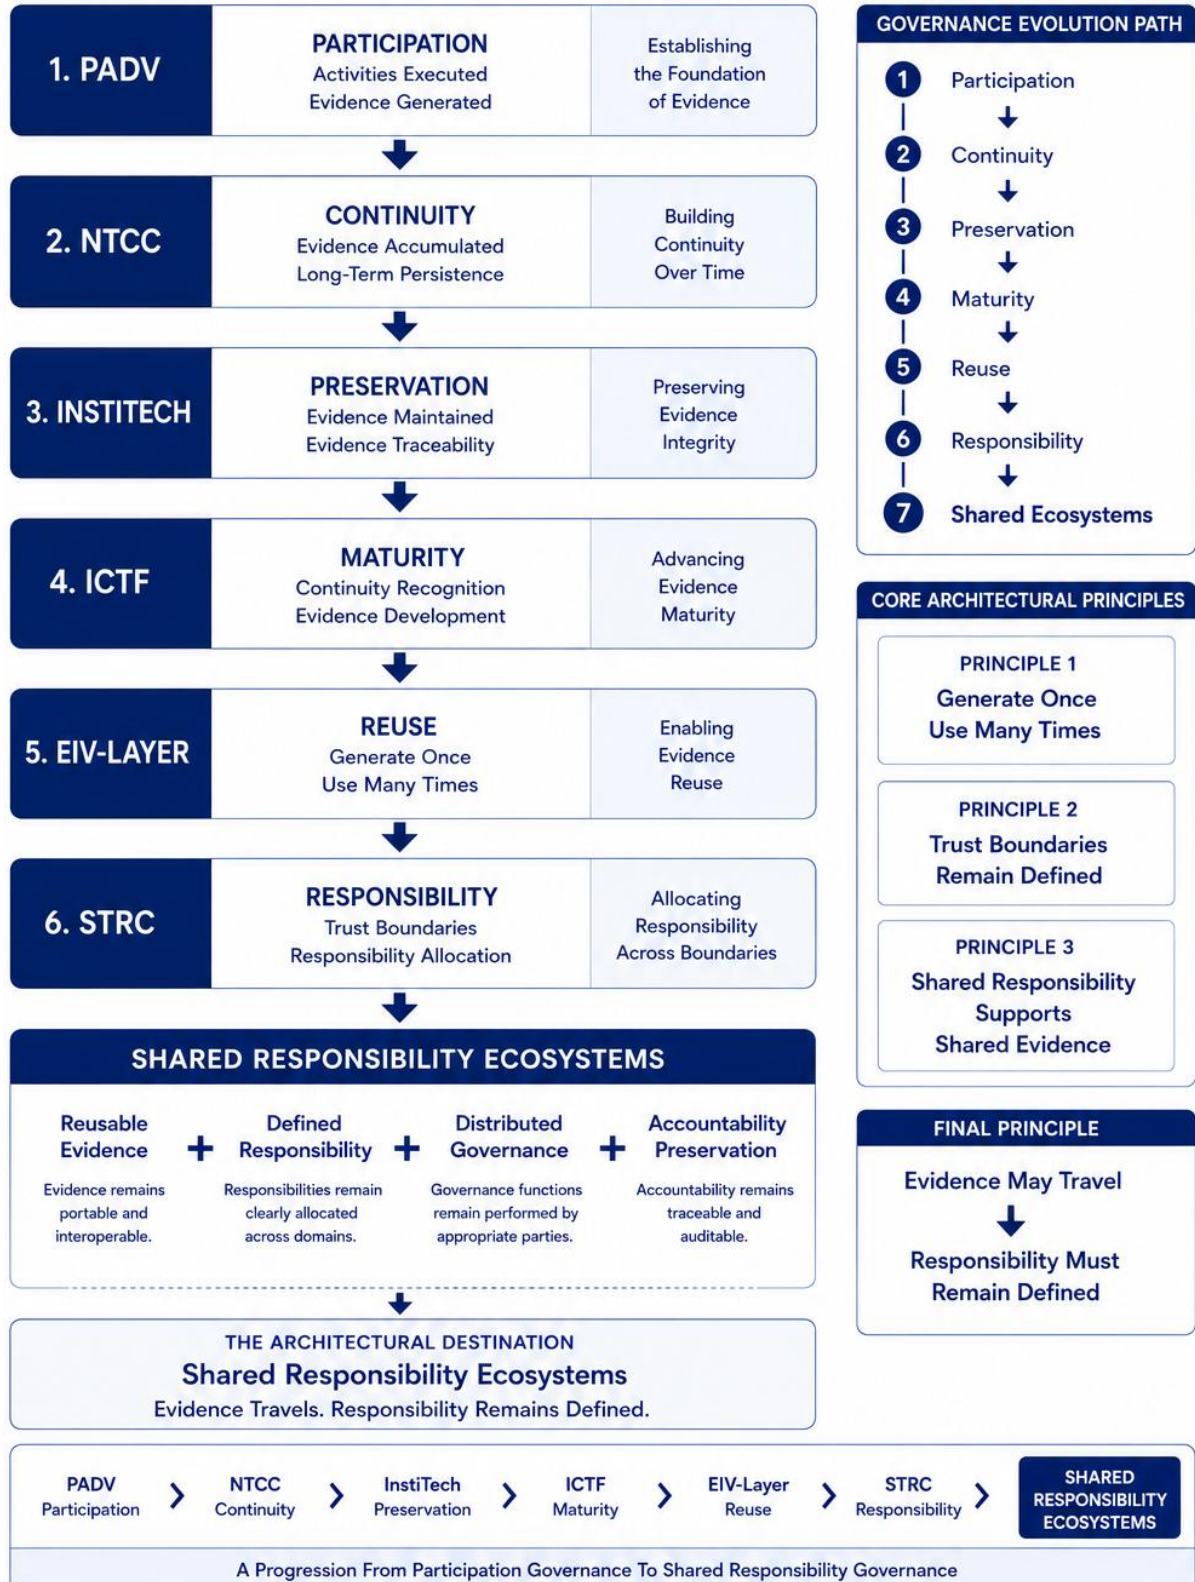 1. PADV
PARTICIPATION
Activities Executed
Evidence Generated
Establishing
the Foundation
of Evidence
2. NTCC
CONTINUITY
Evidence Accumulated
Long-Term Persistence
Building
Continuity
Over Time
3. INSTITECH
PRESERVATION
Evidence Maintained
Evidence Traceability
Preserving
Evidence
Integrity
4. ICTF
MATURITY
Continuity Recognition
Evidence Development
Advancing
Evidence
Maturity
5. EIV-LAYER
REUSE
Generate Once
Use Many Times
Enabling
Evidence
Reuse
6. STRC
RESPONSIBILITY
Trust Boundaries
Responsibility Allocation
Allocating
Responsibility
Across Boundaries
SHARED RESPONSIBILITY ECOSYSTEMS
Reusable
Evidence
Evidence remains
portable and
interoperable.
+
Defined
Responsibility
Responsibilities remain
clearly allocated
across domains.
+
Distributed
Governance
Governance functions
remain performed by
appropriate parties.
+
Accountability
Preservation
Accountability remains
traceable and
auditable.
THE ARCHITECTURAL DESTINATION
Shared Responsibility Ecosystems
Evidence Travels. Responsibility Remains Defined.
GOVERNANCE EVOLUTION PATH
1 Participation
2 Continuity
3 Preservation
4 Maturity
5 Reuse
6 Responsibility
7 Shared Ecosystems
CORE ARCHITECTURAL PRINCIPLES
PRINCIPLE 1
Generate Once
Use Many Times
PRINCIPLE 2
Trust Boundaries
Remain Defined
PRINCIPLE 3
Shared Responsibility
Supports
Shared Evidence
FINAL PRINCIPLE
Evidence May Travel
Responsibility Must
Remain Defined
PADV
Participation
NTCC
Continuity
InstiTech
Preservation
ICTF
Maturity
EIV-Layer
Reuse
STRC
Responsibility
SHARED
RESPONSIBILITY
ECOSYSTEMS
A Progression From Participation Governance To Shared Responsibility Governance